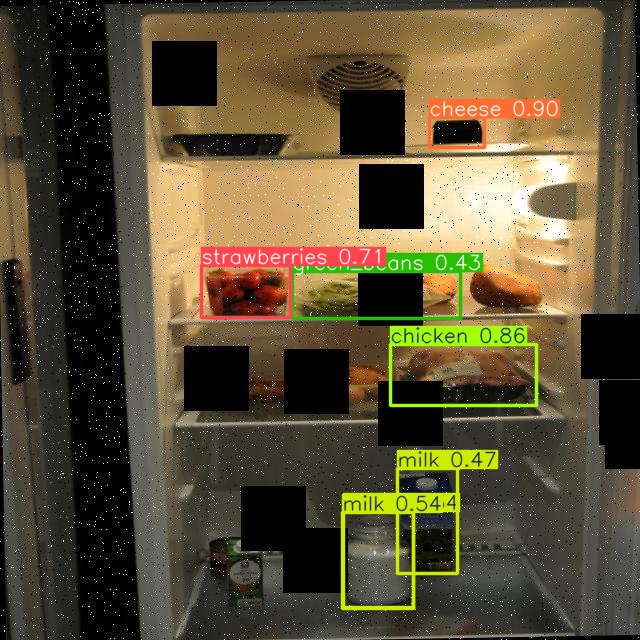 cheese 0.90
strawberries 0.71
green_beans 0.43
chicken 0.86
milk 0.47
milk 0.54